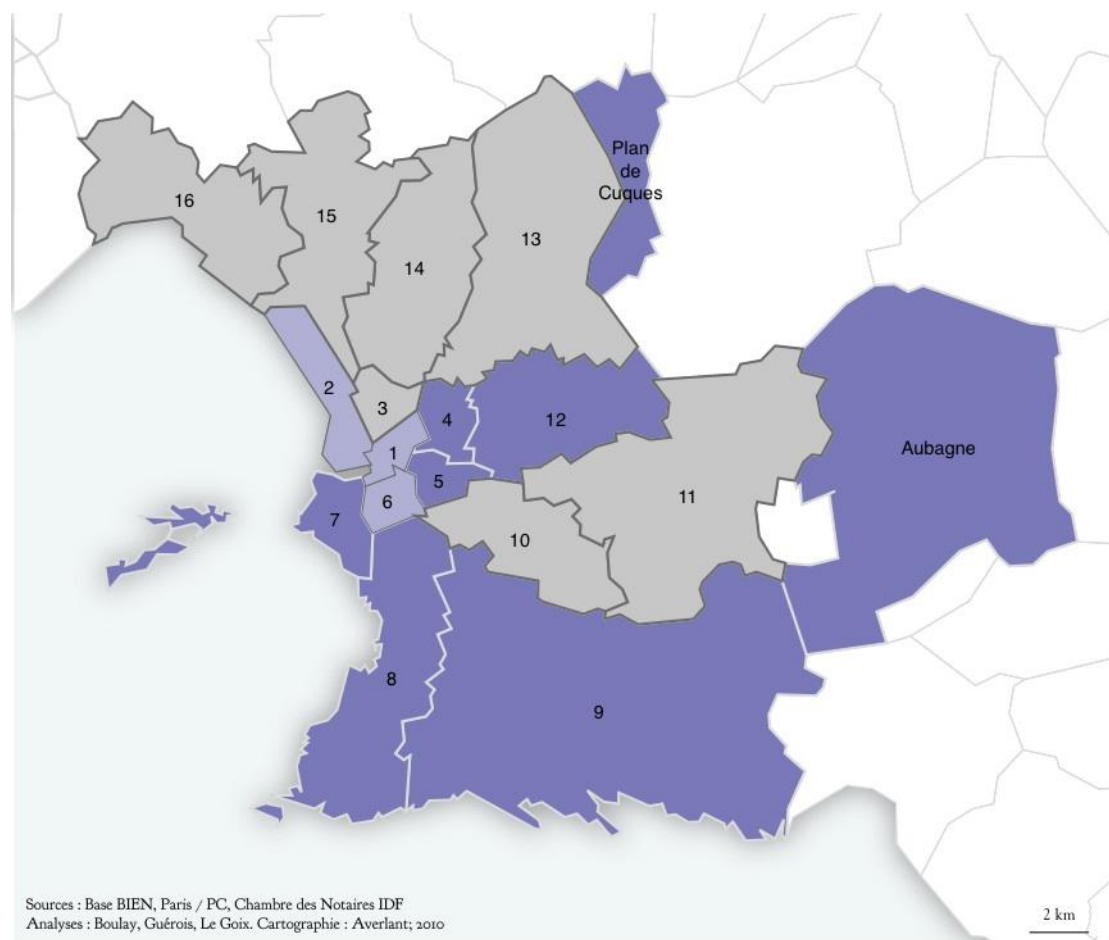 Plan
de
Cuques
16
15
13
14
2
3
4
12
1
Aubagne
5
6
11
7
10
8
9
Sources : Base BIEN, Paris / PC, Chambre des Notaires IDF
Analyses : Boulay, Guérois, Le Goix. Cartographie : Averlant; 2010
2 km